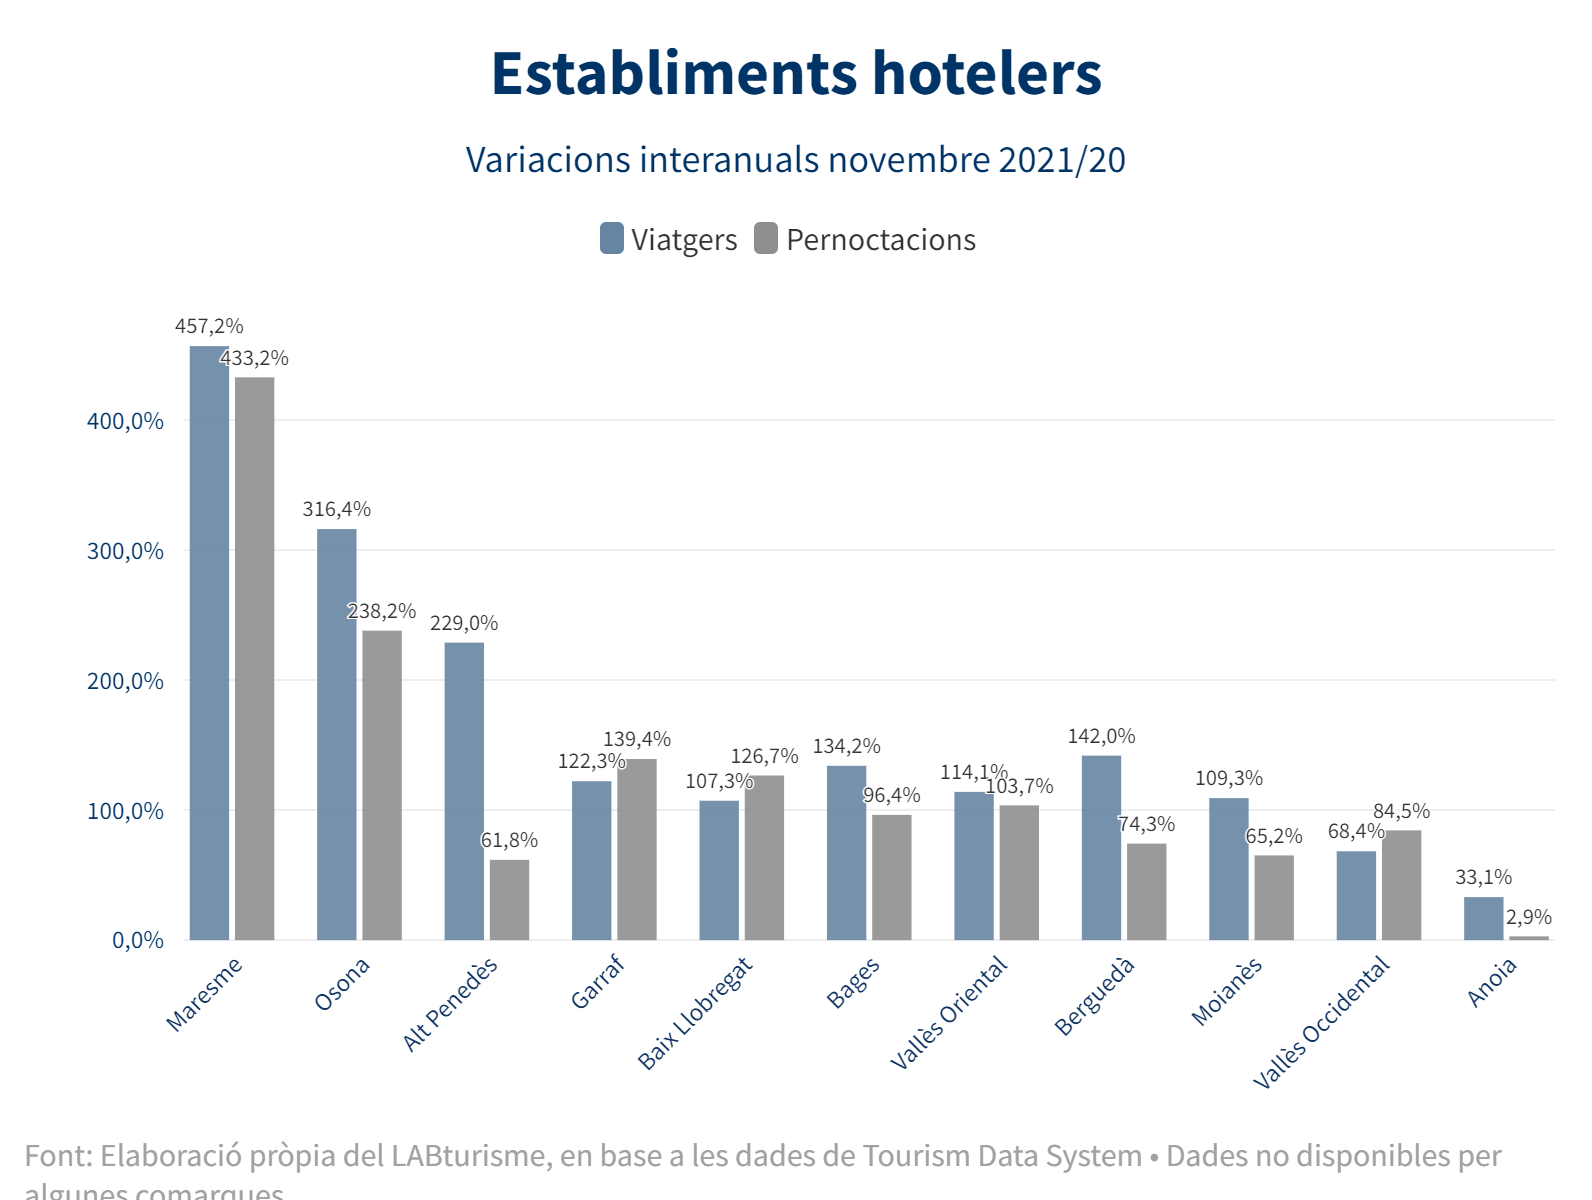 Establiments hotelers
Variacions interanuals novembre 2021/20
Viatgers
Pernoctacions
457,2%
433,2%
400,0%
316,4%
300,0%
238,2%
229,0%
200,0%
139,4%
122,3%
126,7%
107,3%
134,2%
96,4%
114,1%
103,7%
142,0%
74,3%
109,3%
65,2%
84,5%
68,4%
100,0%
61,8%
33,1%
2,9%
0,0%
Maresme
Osona
Alt Penedès
Garraf
Baix Llobregat
Bages
Vallès Oriental
Berguedà
Moianès
Vallès Occidental
Anoia
Font: Elaboració pròpia del LABturisme, en base a les dades de Tourism Data System • Dades no disponibles per
algunes comarques